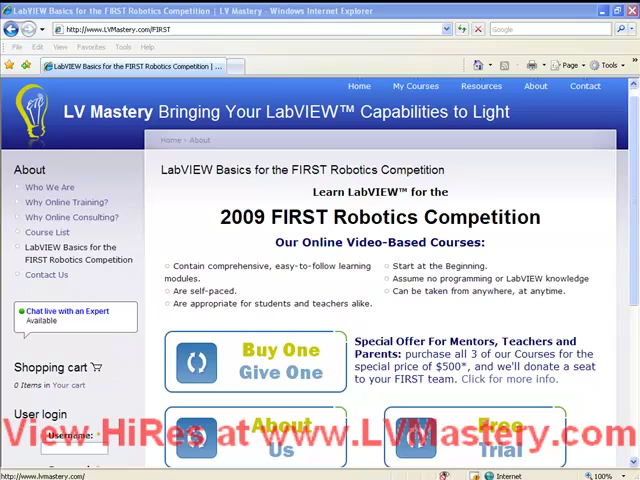 LabVIEW Basics for the FIRST Robotics Competition | LV Mastery - Windows Internet Explorer
http://www.LVMastery.com/FIRST
Google
File Edit View Favorites Tools Help
LabVIEW Basics for the FIRST Robotics Competition | ...
Page Tools
Home My Courses Resources About Contact
LV Mastery Bringing Your LabVIEW™ Capabilities to Light
Home › About
About
Who We Are
Why Online Training?
Why Online Consulting?
Course List
LabVIEW Basics for the
FIRST Robotics Competition
Contact Us
Chat live with an Expert
Available
Shopping cart
0 Items in Your cart
User login
Username: *
LabVIEW Basics for the FIRST Robotics Competition
Learn LabVIEW™ for the
2009 FIRST Robotics Competition
Our Online Video-Based Courses:
Contain comprehensive, easy-to-follow learning
modules.
Are self-paced.
Are appropriate for students and teachers alike.
Start at the Beginning.
Assume no programming or LabVIEW knowledge
Can be taken from anywhere, at anytime.
Buy One
Give One
Special Offer For Mentors, Teachers and
Parents: purchase all 3 of our Courses for the
special price of $500*, and we'll donate a seat
to your FIRST team. Click for more info.
About
Us
Free
Trial
View HiRes at www.LVMastery.com
http://www.lvmastery.com/
Internet
100%